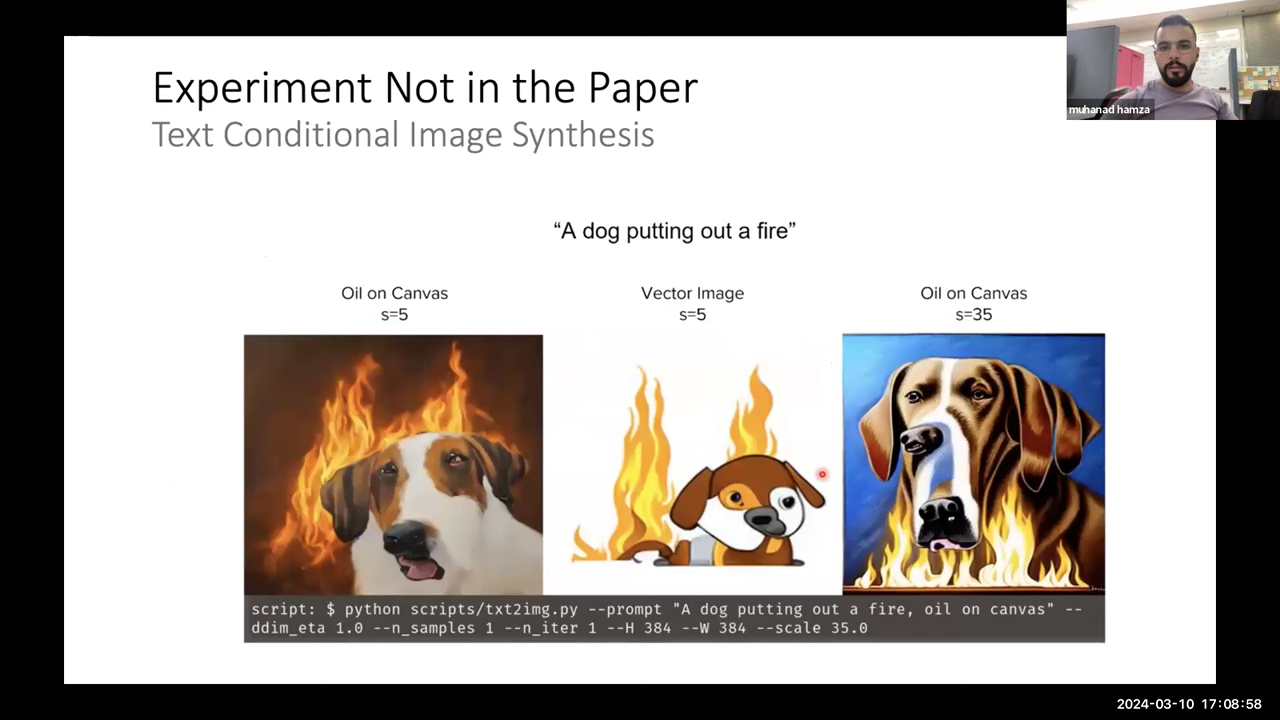 Experiment Not in the Paper
Text Conditional Image Synthesis
muhanad hamza
“A dog putting out a fire”
Oil on Canvas
s=5
Vector Image
s=5
Oil on Canvas
s=35
script: $ python scripts/txt2img.py --prompt "A dog putting out a fire, oil on canvas" --
ddim_eta 1.0 --n_samples 1 --n_iter 1 --H 384 --W 384 --scale 35.0
2024-03-10 17:08:58